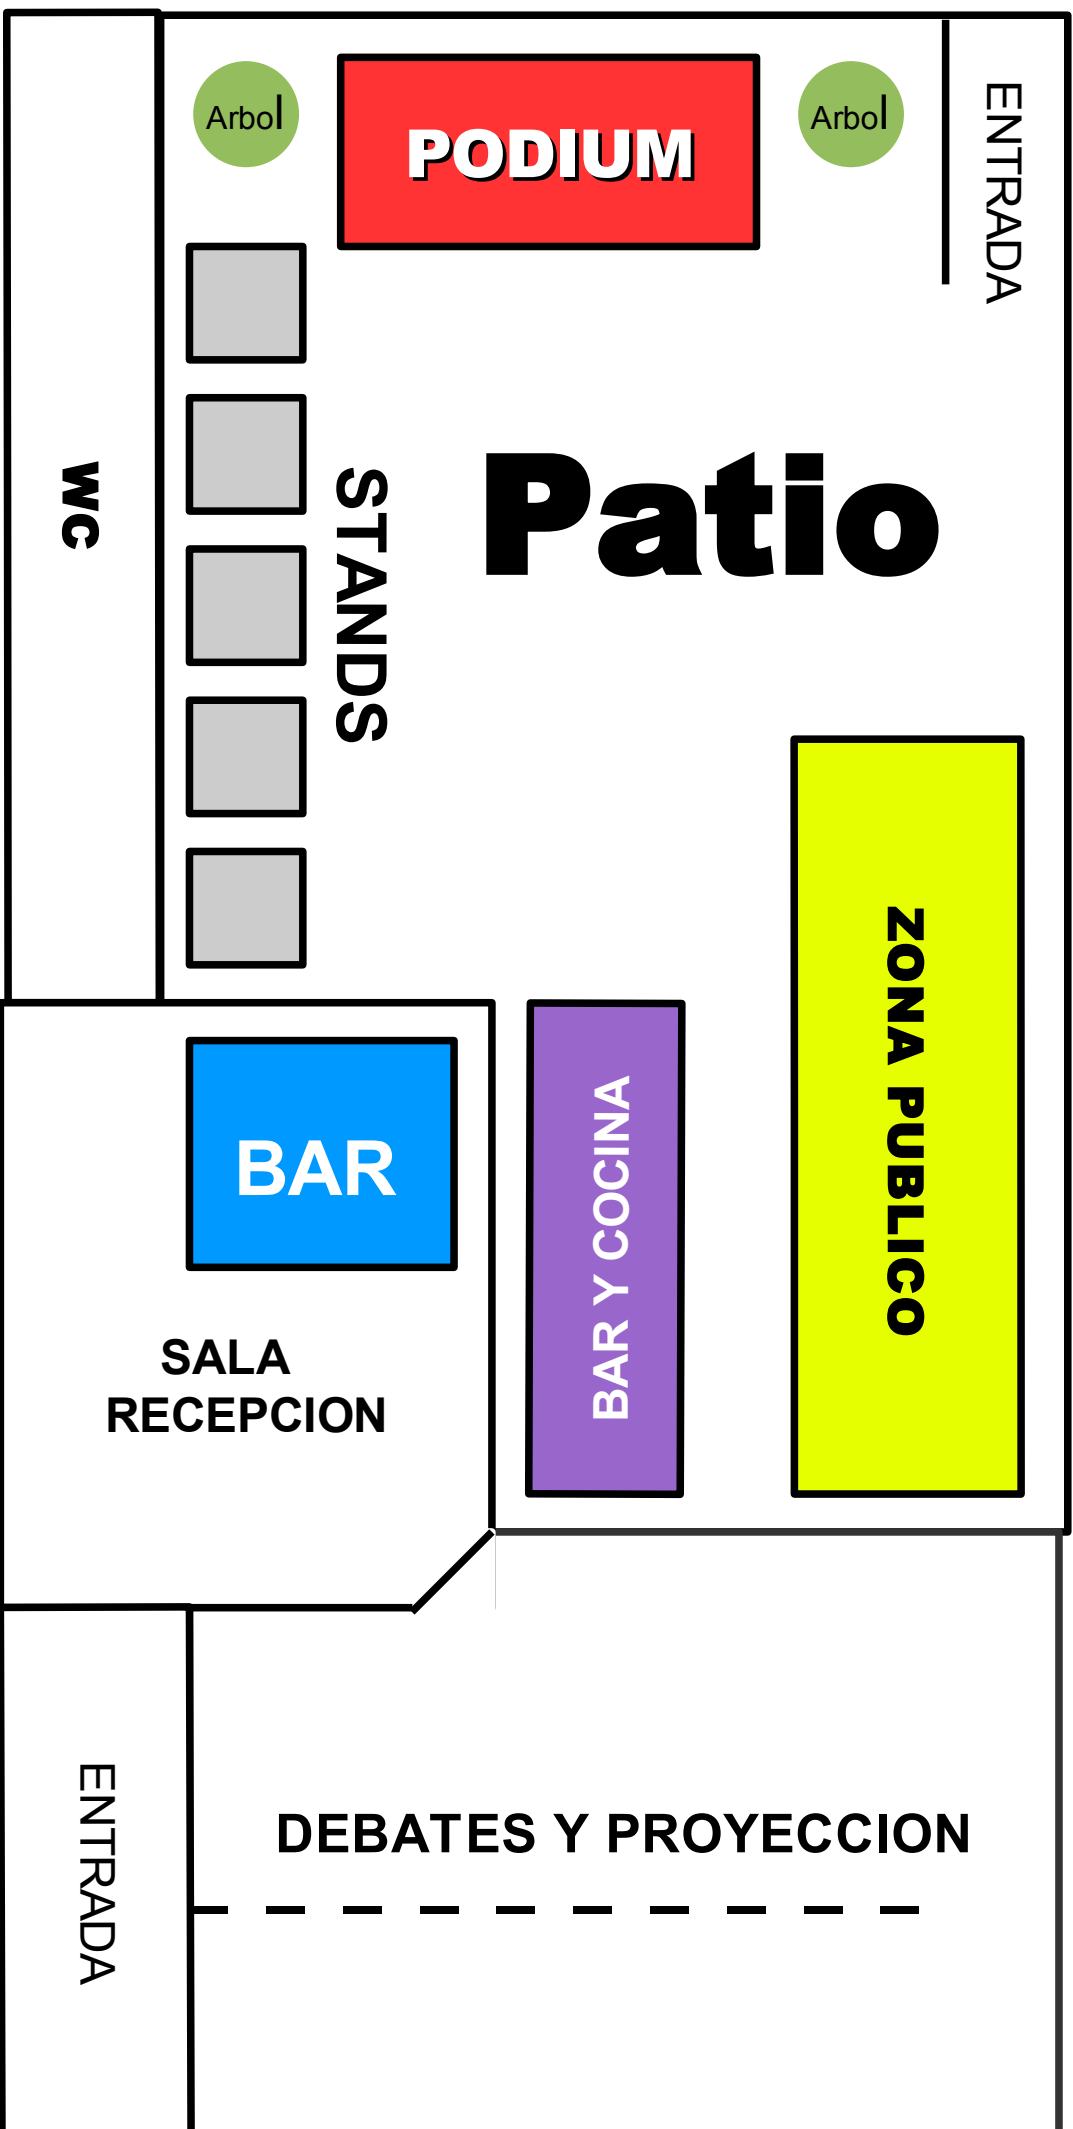 Arbol
PODIUM
Arbol
ENTRADA
wc
STANDS
Patio
ZONA PUBLICO
BAR
BAR Y COCINA
SALA
RECEPCION
ENTRADA
DEBATES Y PROYECCION